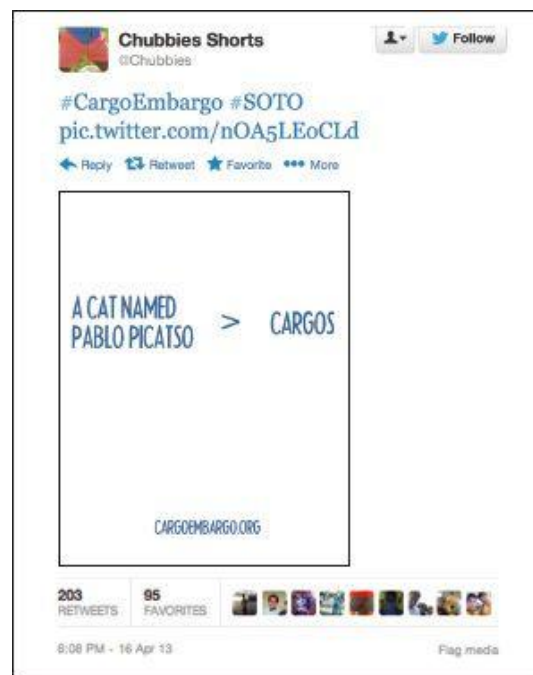 Chubbies Shorts
@Chubbies
Follow
#CargoEmbargo #SOTO
pic.twitter.com/nOA5LEoCLd
Reply Retweet Favorite More
A CAT NAMED
PABLO PICATSO > CARGOS
CARGOEMBARGO.ORG
203 95
RETWEETS FAVORITES
6:08 PM - 16 Apr 13 Flag media